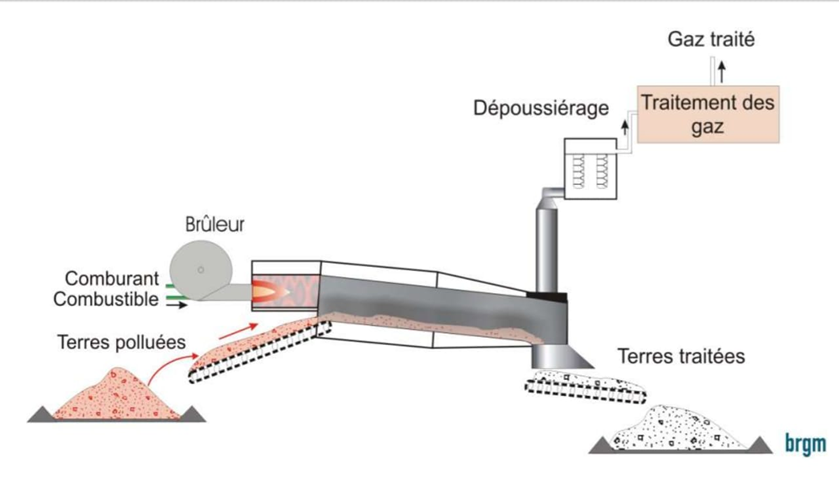 Gaz traité
Dépoussiérage
Traitement des
gaz
Brûleur
Comburant
Combustible
Terres polluées
Terres traitées
brgm